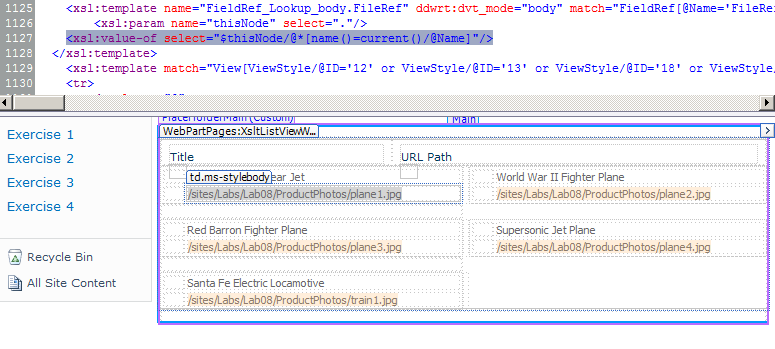 1125 <xsl:template name="FieldRef_Lookup_body.FileRef" ddwrt:dvt_mode="body" match="FieldRef[@Name='FileRe
1126 <xsl:param name="thisNode" select="."/>
1127 <xsl:value-of select="$thisNode/@*[name()=current()/@Name]"/>
1128 </xsl:template>
1129 <xsl:template match="View[ViewStyle/@ID='12' or ViewStyle/@ID='13' or ViewStyle/@ID='18' or ViewStyle/
1130 <tr>
PlaceHolderMain (Custom)
Main]
WebPartPages:XsltListViewW...
Exercise 1
Exercise 2
Exercise 3
Exercise 4
Recycle Bin
All Site Content
Title
URL Path
td.ms-stylebody
ear Jet
/sites/Labs/Lab08/ProductPhotos/plane1.jpg
World War II Fighter Plane
/sites/Labs/Lab08/ProductPhotos/plane2.jpg
Red Barron Fighter Plane
/sites/Labs/Lab08/ProductPhotos/plane3.jpg
Supersonic Jet Plane
/sites/Labs/Lab08/ProductPhotos/plane4.jpg
Santa Fe Electric Locamotive
/sites/Labs/Lab08/ProductPhotos/train1.jpg